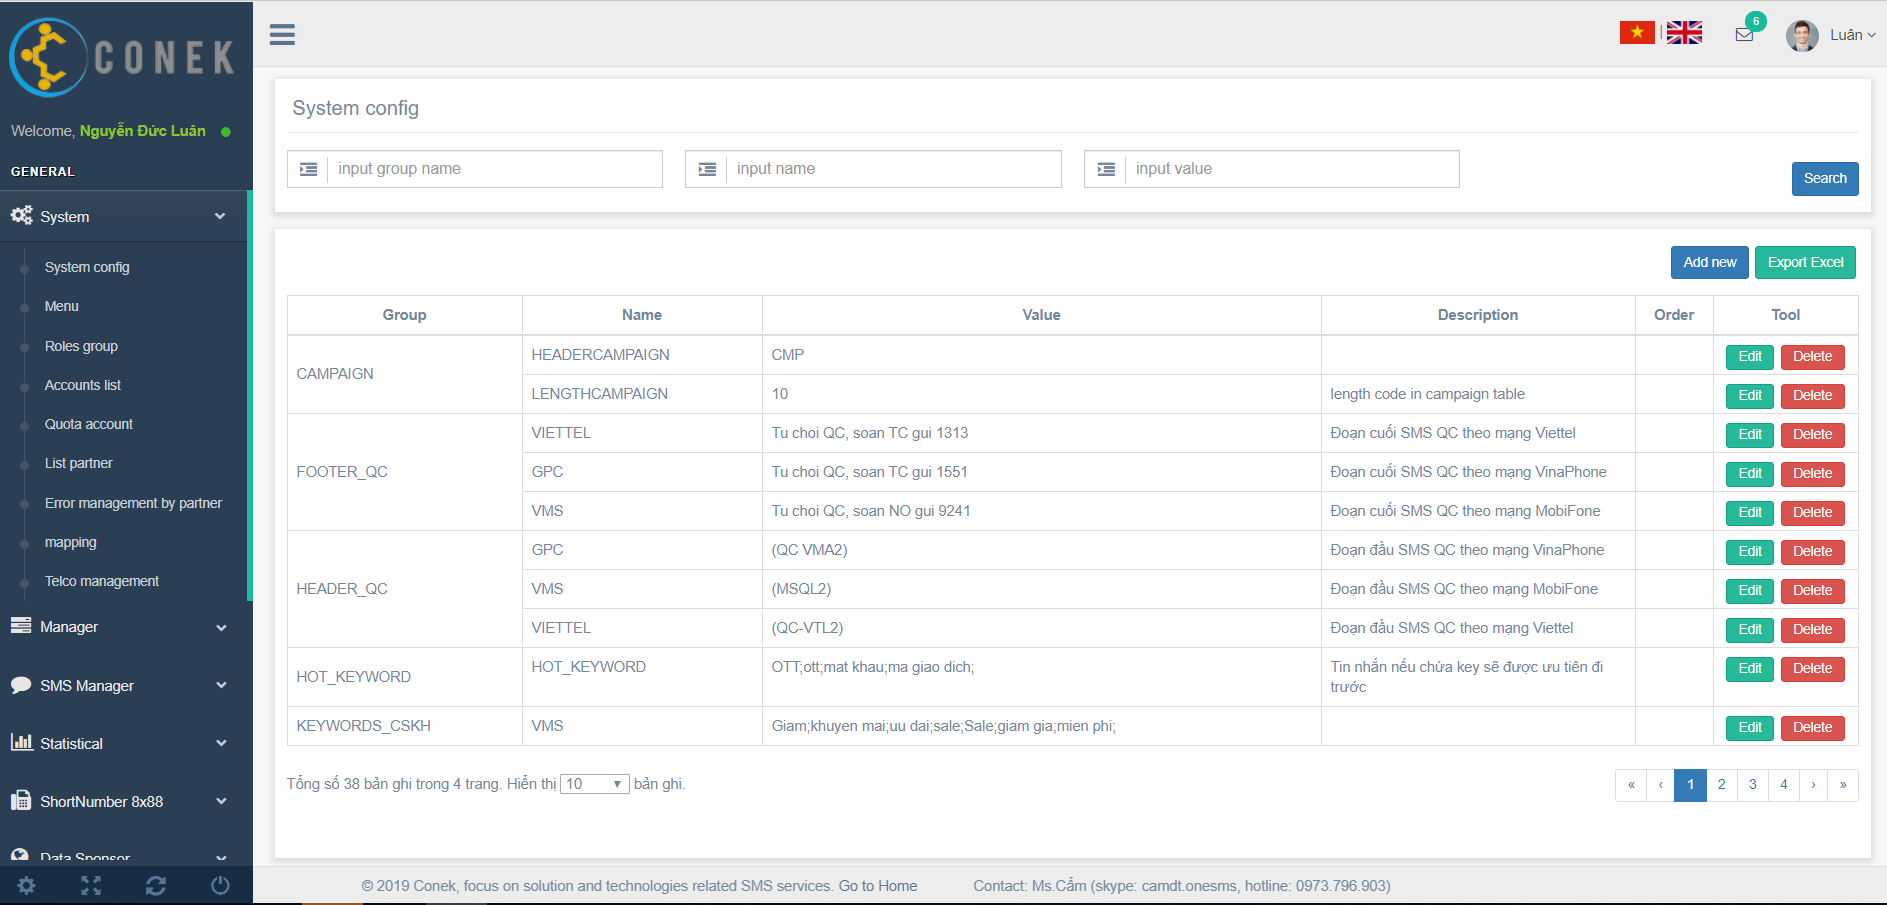 CONEK
6
Luân
Welcome, Nguyễn Đức Luân
GENERAL
System
System config
Menu
Roles group
Accounts list
Quota account
List partner
Error management by partner
mapping
Telco management
Manager
SMS Manager
Statistical
ShortNumber 8x88
Data Sponsor
System config
input group name
input name
input value
Search
Add new Export Excel
Group Name Value Description Order Tool
CAMPAIGN HEADERCAMPAIGN CMP Edit Delete
LENGTHCAMPAIGN 10 length code in campaign table Edit Delete
FOOTER_QC VIETTEL Tu choi QC, soan TC gui 1313 Đoạn cuối SMS QC theo mạng Viettel Edit Delete
GPC Tu choi QC, soan TC gui 1551 Đoạn cuối SMS QC theo mạng VinaPhone Edit Delete
VMS Tu choi QC, soan NO gui 9241 Đoạn cuối SMS QC theo mạng MobiFone Edit Delete
HEADER_QC GPC (QC VMA2) Đoạn đầu SMS QC theo mạng VinaPhone Edit Delete
VMS (MSQL2) Đoạn đầu SMS QC theo mạng MobiFone Edit Delete
VIETTEL (QC-VTL2) Đoạn đầu SMS QC theo mạng Viettel Edit Delete
HOT_KEYWORD HOT_KEYWORD OTT;ott;mat khau;ma giao dich; Tin nhắn nếu chứa key sẽ được ưu tiên đi Edit Delete
trước
KEYWORDS_CSKH VMS Giam;khuyen mai;uu dai;sale;Sale;giam gia;mien phi; Edit Delete
Tổng số 38 bản ghi trong 4 trang. Hiển thị 10 bản ghi.
« ‹ 1 2 3 4 › »
© 2019 Conek, focus on solution and technologies related SMS services. Go to Home Contact: Ms.Cẩm (skype: camdt.onesms, hotline: 0973.796.903)